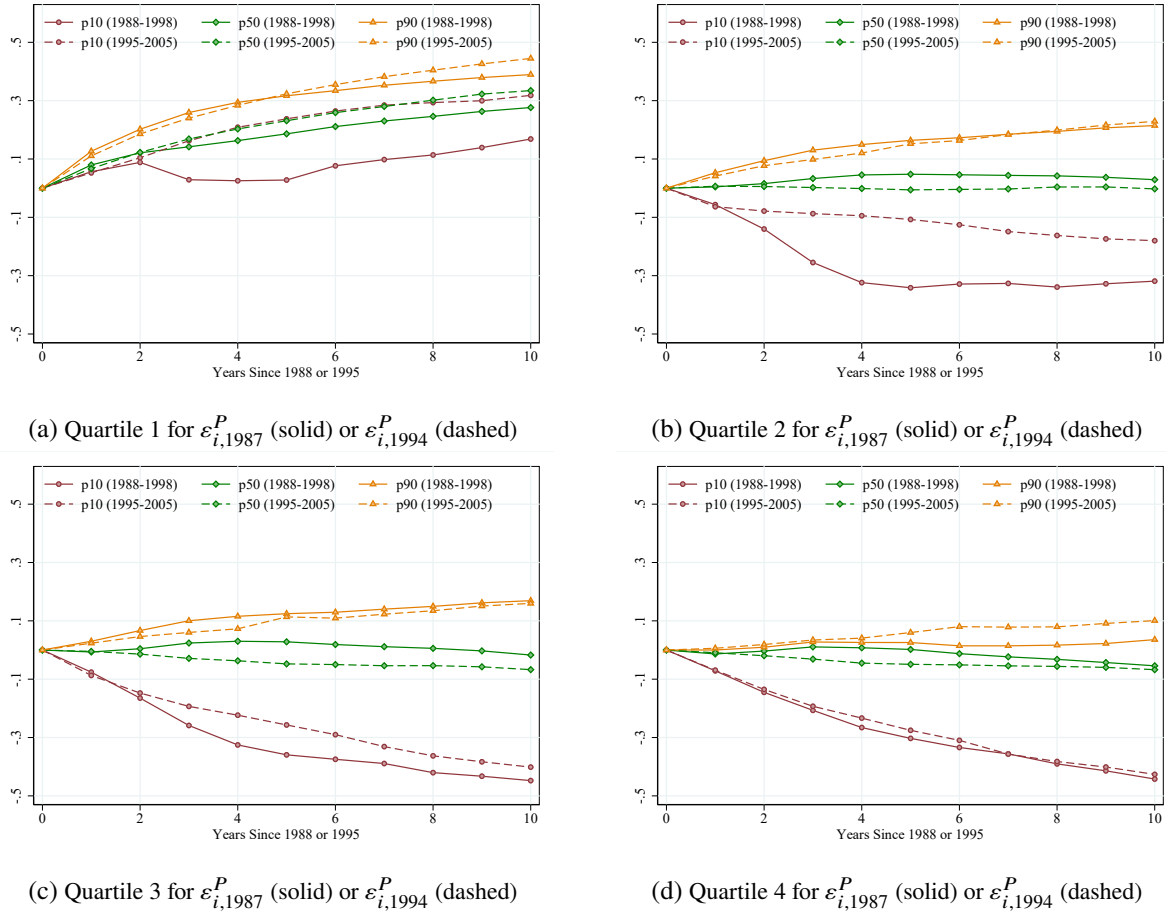 p10 (1988-1998) p50 (1988-1998) p90 (1988-1998)
p10 (1995-2005) p50 (1995-2005) p90 (1995-2005)
.5
.3
.1
-.1
-.3
-.5
0 2 4 6 8 10
Years Since 1988 or 1995
(a) Quartile 1 for ε^P_{i,1987} (solid) or ε^P_{i,1994} (dashed)
p10 (1988-1998) p50 (1988-1998) p90 (1988-1998)
p10 (1995-2005) p50 (1995-2005) p90 (1995-2005)
.5
.3
.1
-.1
-.3
-.5
0 2 4 6 8 10
Years Since 1988 or 1995
(b) Quartile 2 for ε^P_{i,1987} (solid) or ε^P_{i,1994} (dashed)
p10 (1988-1998) p50 (1988-1998) p90 (1988-1998)
p10 (1995-2005) p50 (1995-2005) p90 (1995-2005)
.5
.3
.1
-.1
-.3
-.5
0 2 4 6 8 10
Years Since 1988 or 1995
(c) Quartile 3 for ε^P_{i,1987} (solid) or ε^P_{i,1994} (dashed)
p10 (1988-1998) p50 (1988-1998) p90 (1988-1998)
p10 (1995-2005) p50 (1995-2005) p90 (1995-2005)
.5
.3
.1
-.1
-.3
-.5
0 2 4 6 8 10
Years Since 1988 or 1995
(d) Quartile 4 for ε^P_{i,1987} (solid) or ε^P_{i,1994} (dashed)